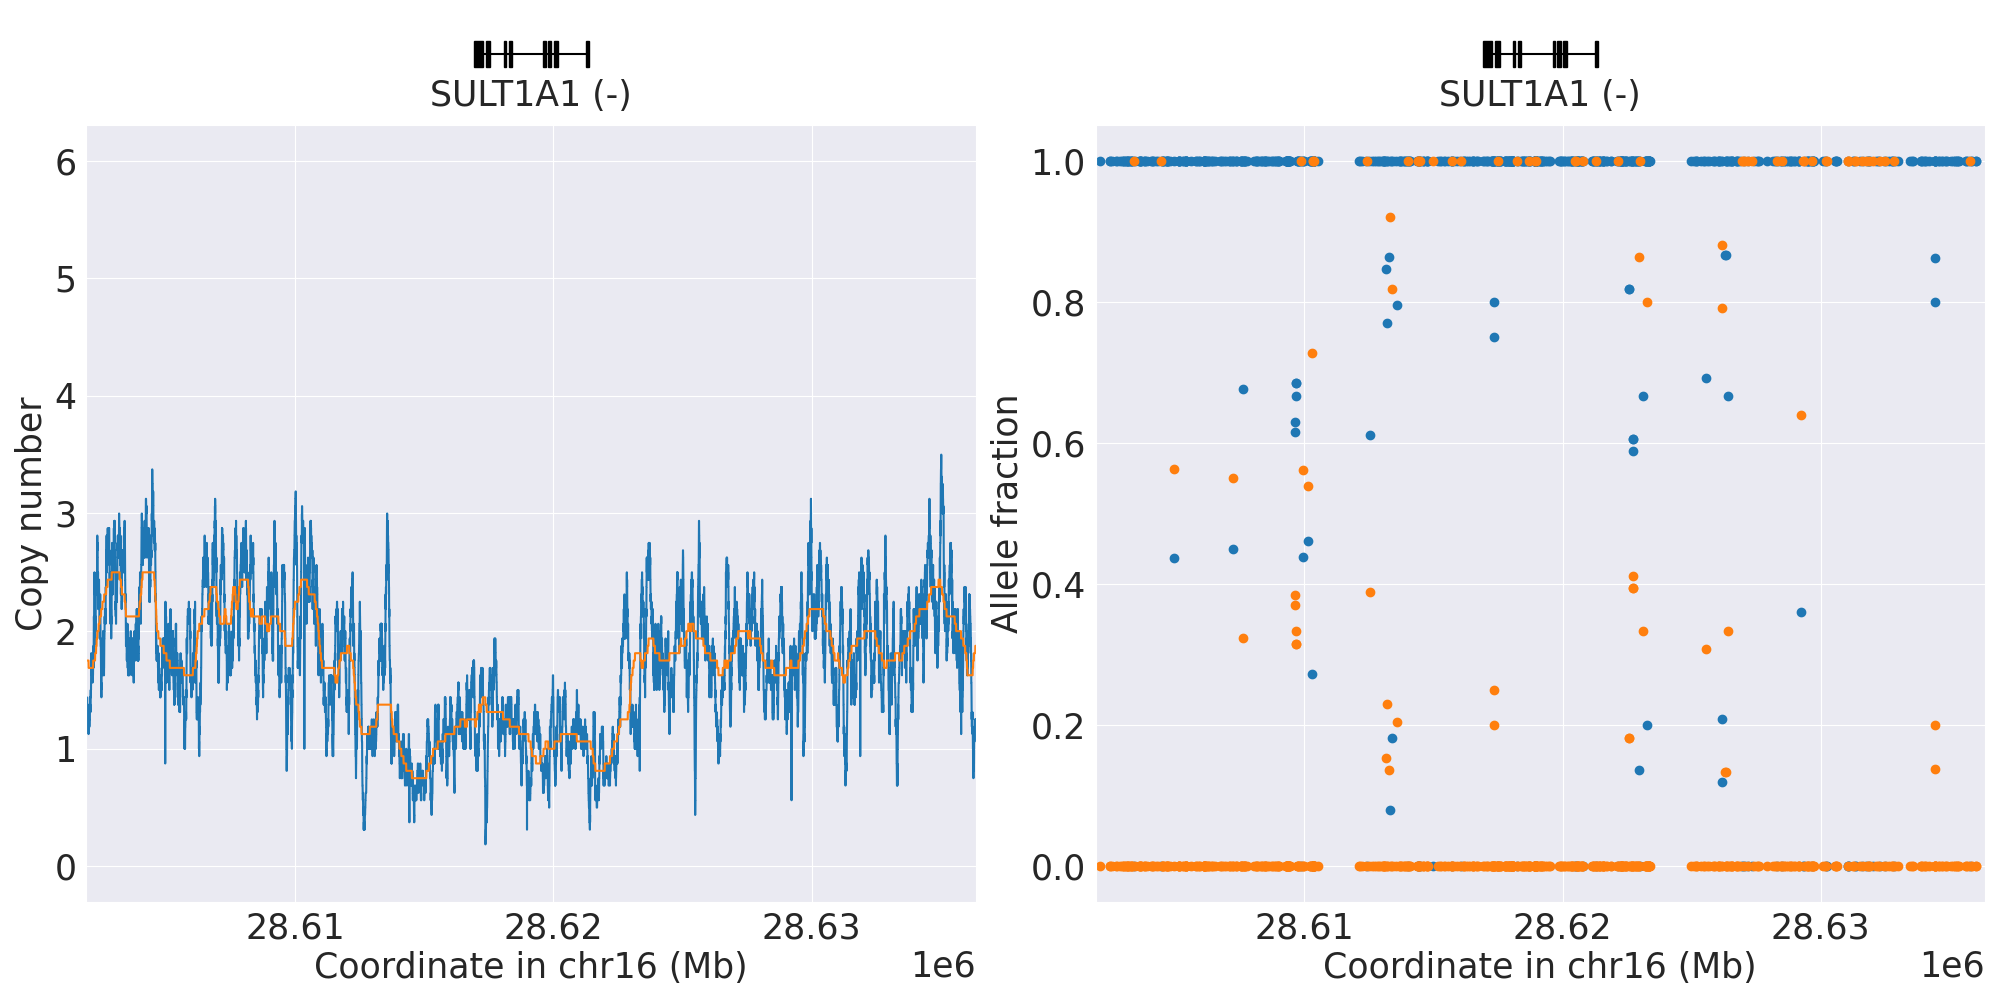 SULT1A1 (-)
6
5
4
3
2
1
0
Copy number
28.61
28.62
28.63
Coordinate in chr16 (Mb)
1e6
SULT1A1 (-)
1.0
0.8
0.6
0.4
0.2
0.0
Allele fraction
28.61
28.62
28.63
Coordinate in chr16 (Mb)
1e6